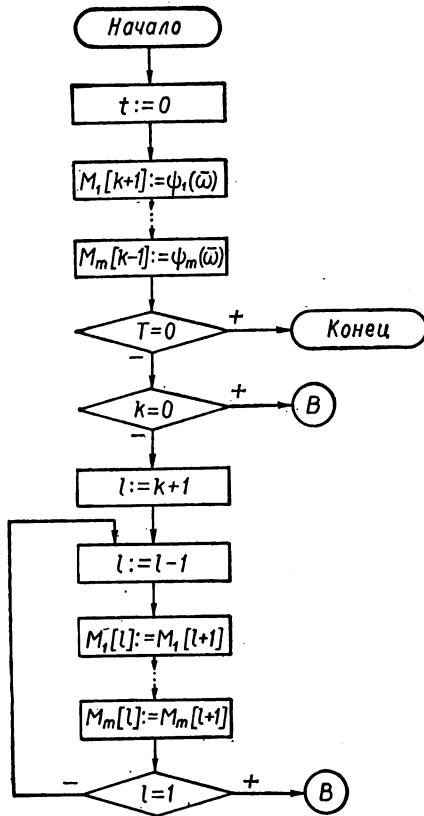 Начало
t:=0
M₁[k+1]:=ψ₁(ω̄)
Mₘ[k-1]:=ψₘ(ω̄)
T=0
+
Конец
−
k=0
+
B
−
l:=k+1
l:=l-1
M₁[l]:=M₁[l+1]
Mₘ[l]:=Mₘ[l+1]
−
l=1
+
B